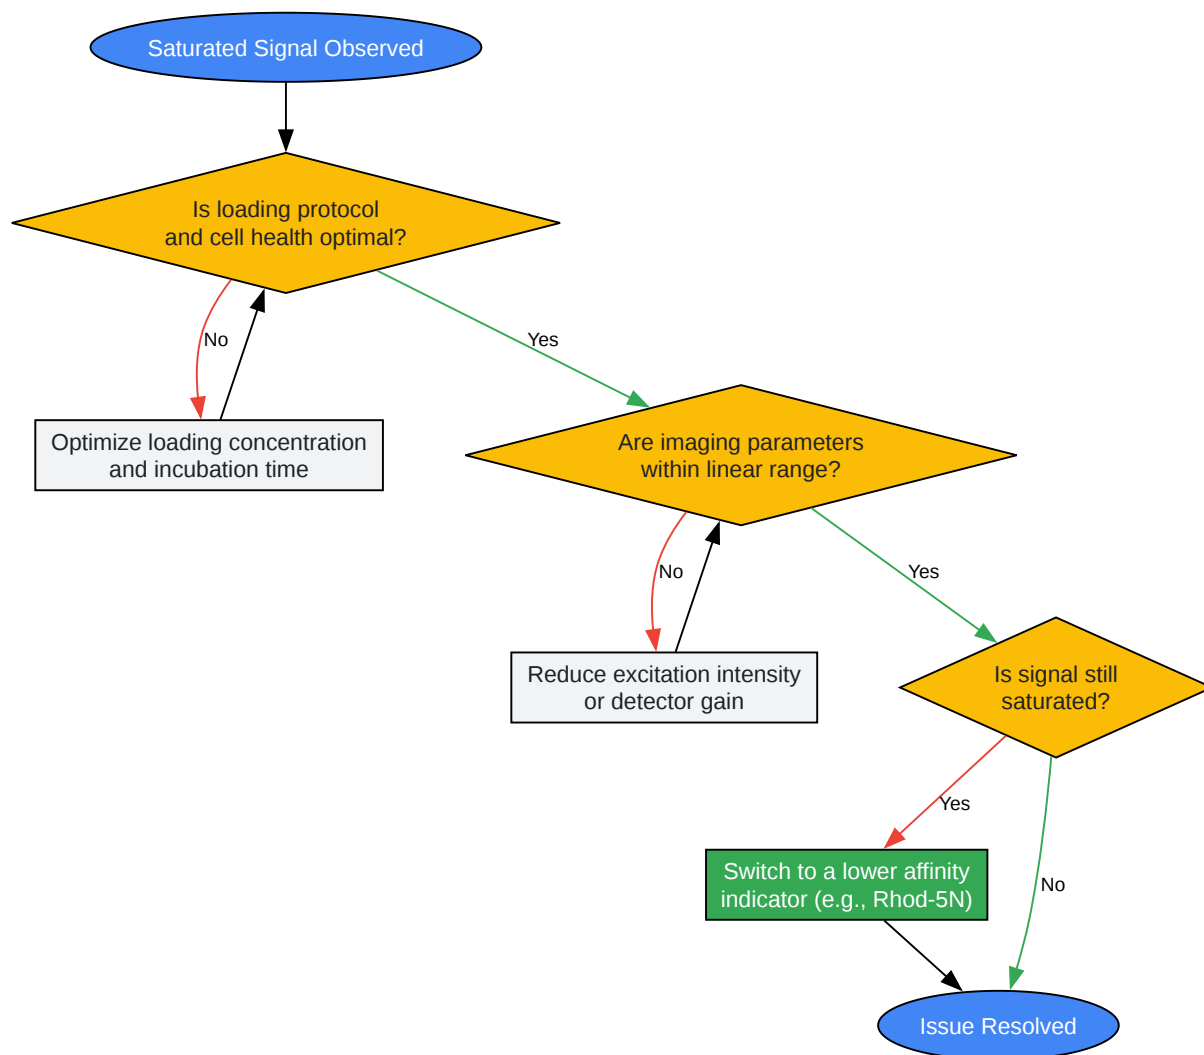 Saturated Signal Observed
Is loading protocol
and cell health optimal?
No
Yes
Optimize loading concentration
and incubation time
Are imaging parameters
within linear range?
No
Yes
Reduce excitation intensity
or detector gain
Is signal still
saturated?
Yes
No
Switch to a lower affinity
indicator (e.g., Rhod-5N)
Issue Resolved